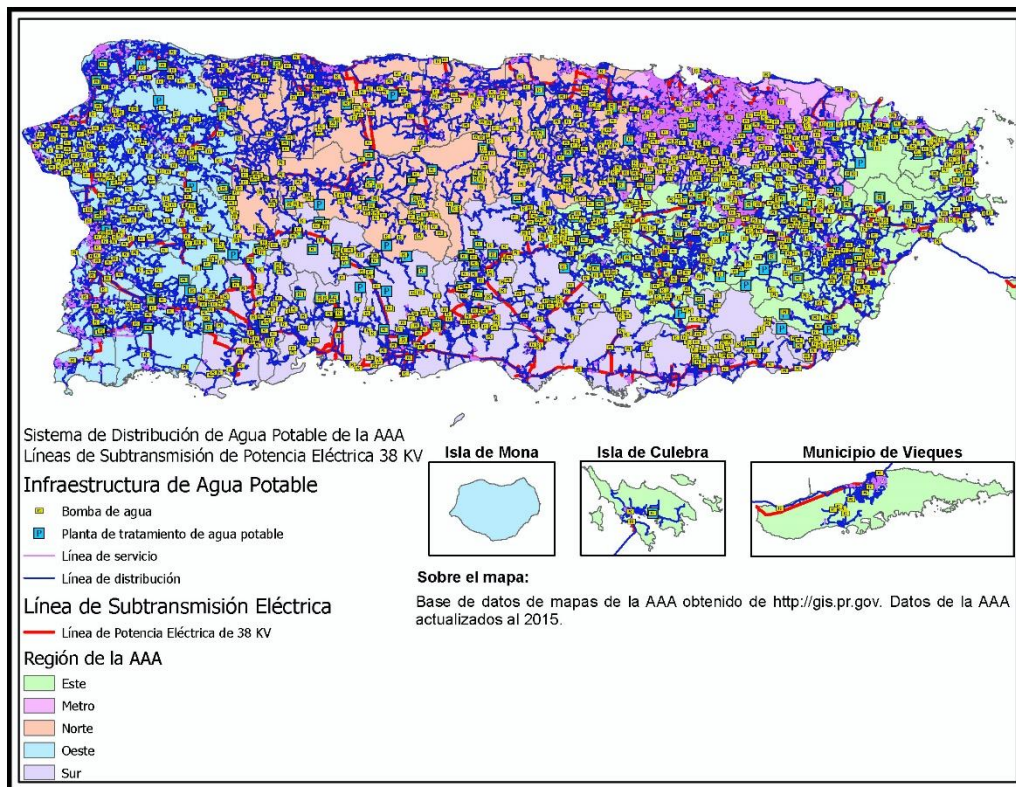 Sistema de Distribución de Agua Potable de la AAA
Líneas de Subtransmisión de Potencia Eléctrica 38 KV
Infraestructura de Agua Potable
Bomba de agua
P Planta de tratamiento de agua potable
Línea de servicio
Línea de distribución
Línea de Subtransmisión Eléctrica
Línea de Potencia Eléctrica de 38 KV
Región de la AAA
Este
Metro
Norte
Oeste
Sur
Isla de Mona
Isla de Culebra
Municipio de Vieques
Sobre el mapa:
Base de datos de mapas de la AAA obtenido de http://gis.pr.gov. Datos de la AAA
actualizados al 2015.